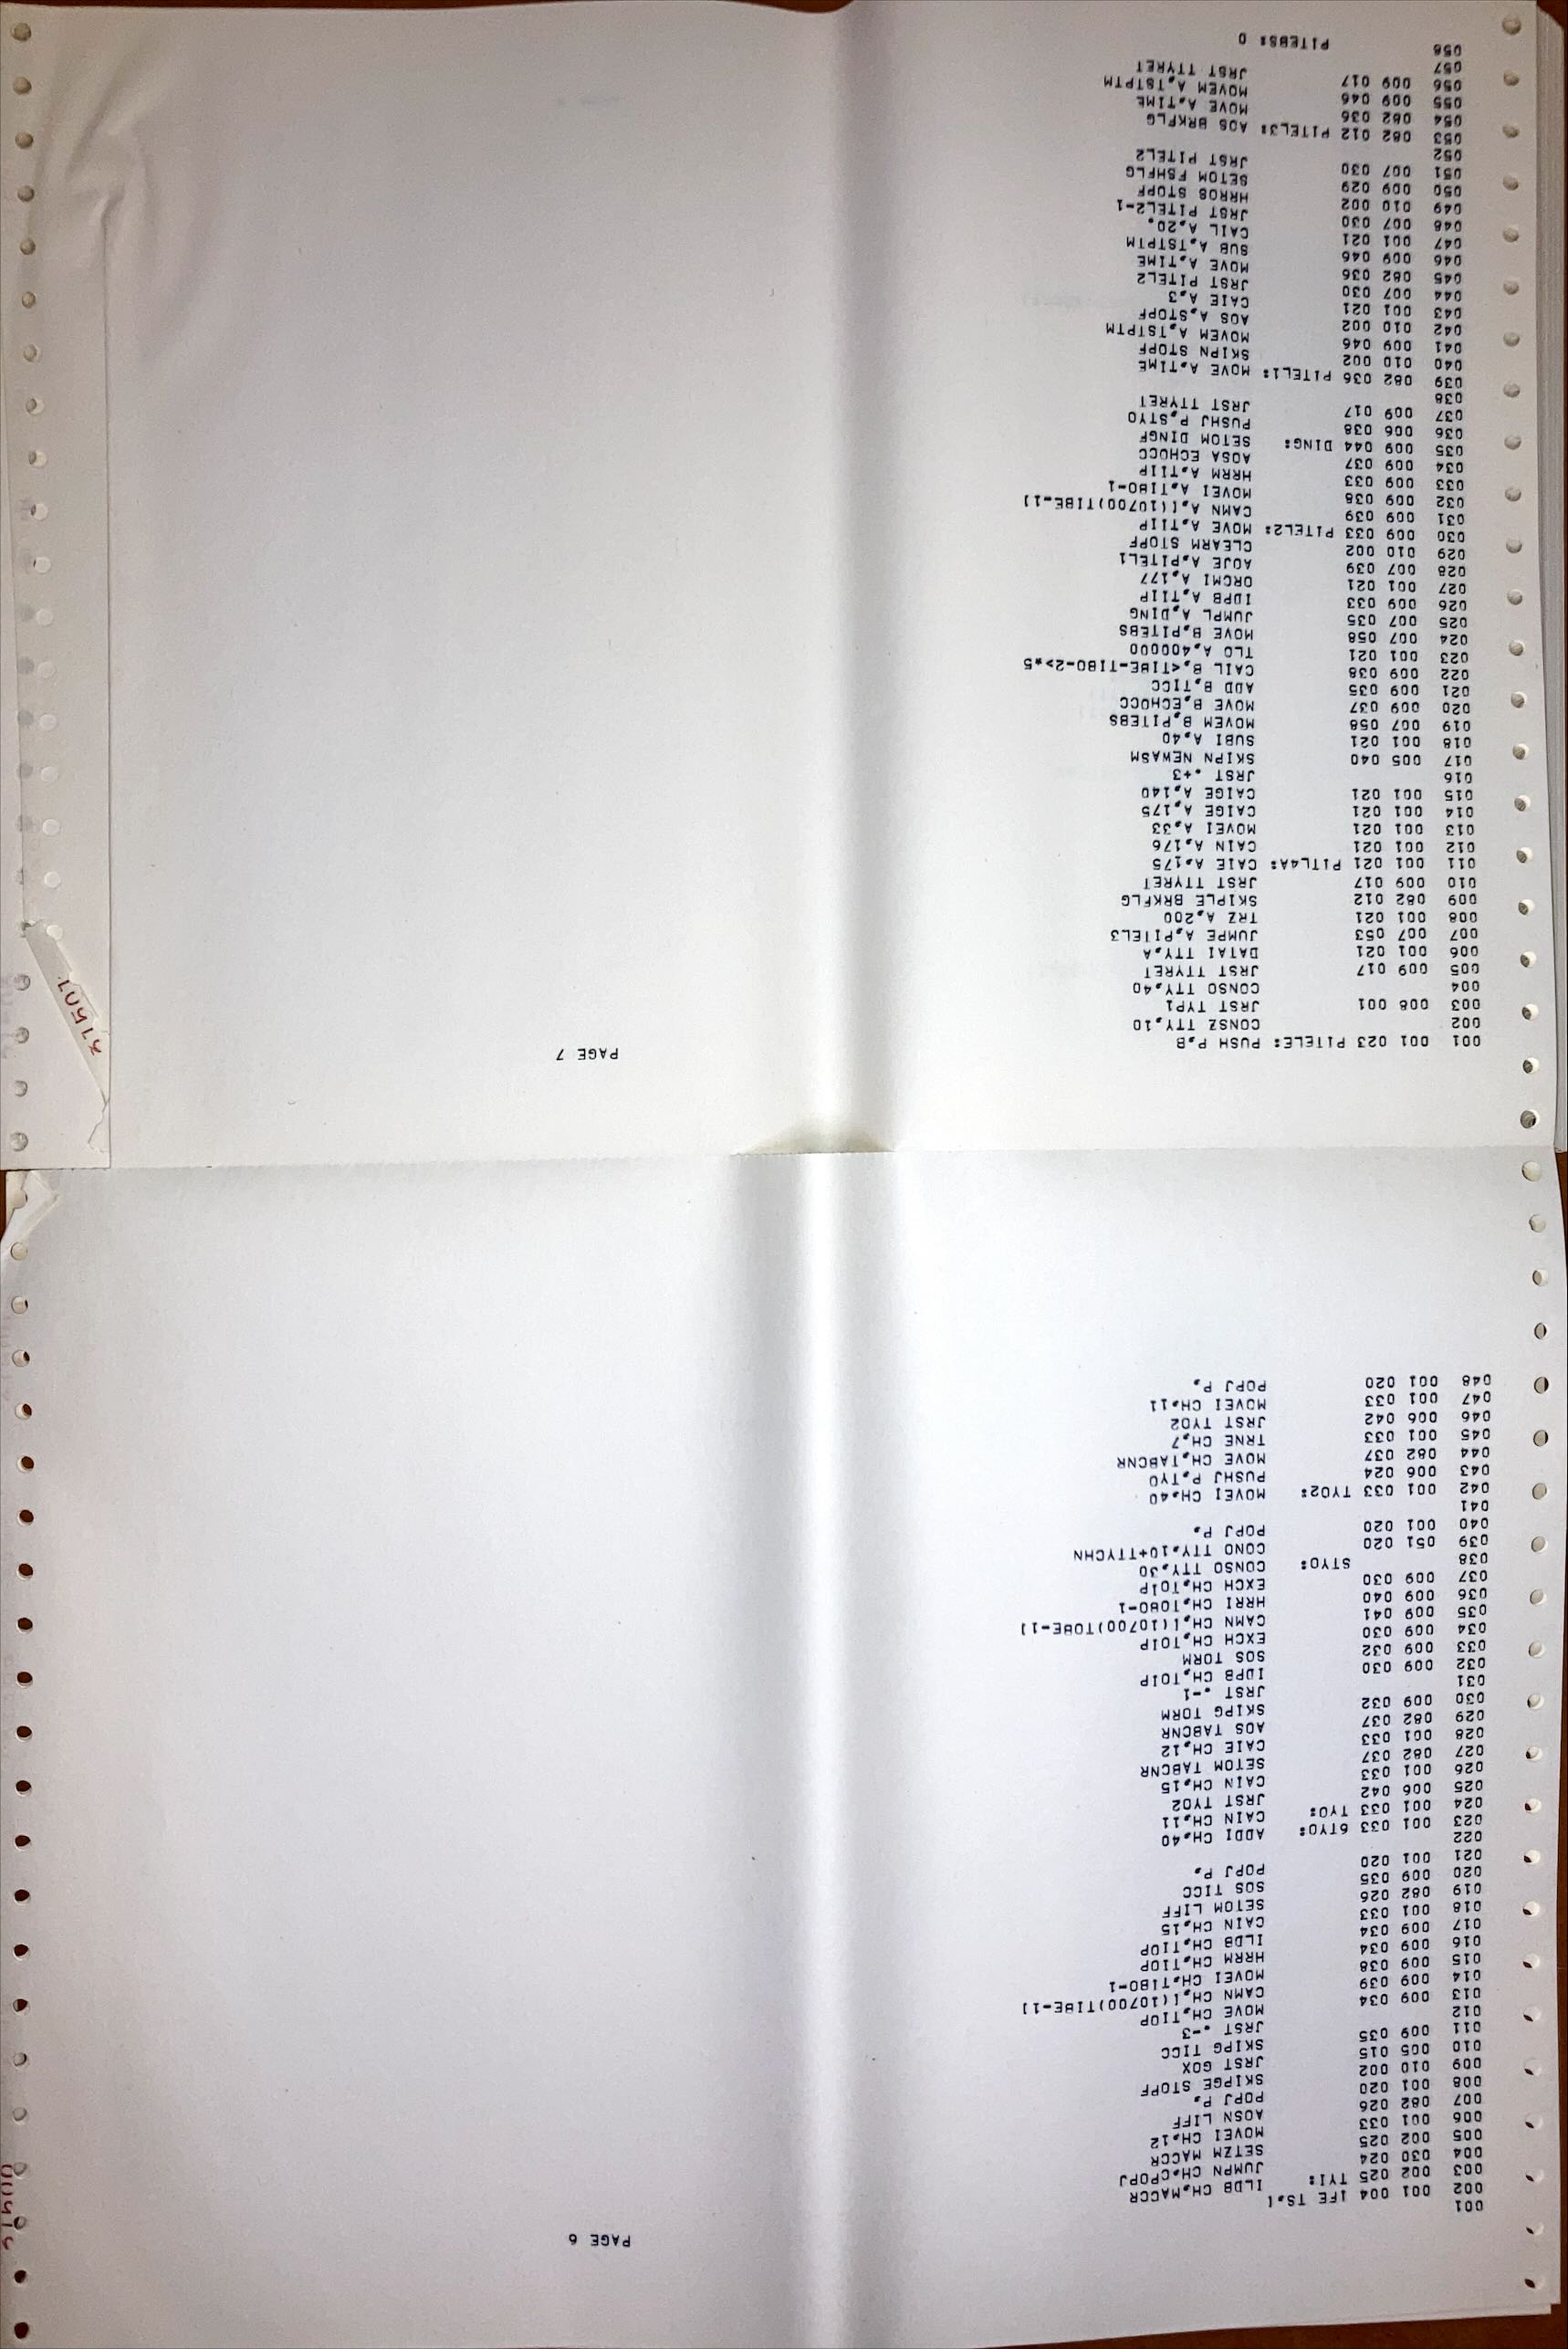 PAGE 6
001
002 001 004 IFE TS,[
003 002 025 TYI: ILDB CH,MACCR
004 030 024 JUMPN CH,CPOPJ
005 002 025 SETZM MACCR
006 001 033 MOVEI CH,12
007 082 026 AOSN LIFF
008 001 020 POPJ P,
009 010 002 SKIPGE STOPF
010 005 015 JRST GOX
011 009 035 SKIPG TICC
012 JRST .-3
013 009 034 MOVE CH,TIOP
014 009 039 CAMN CH,[(10700)TIBE-1]
015 009 038 MOVEI CH,TIBO-1
016 009 034 HRRM CH,TIOP
017 009 034 ILDB CH,TIOP
018 001 033 CAIN CH,15
019 082 026 SETOM LIFF
020 009 035 SOS TICC
021 001 020 POPJ P,
022
023 001 033 6TYO: ADDI CH,40
024 001 033 TYO: CAIN CH,11
025 006 042 JRST TYO2
026 001 033 CAIN CH,15
027 082 037 SETOM TABCNR
028 001 033 CAIE CH,12
029 082 037 AOS TABCNR
030 009 032 SKIPG TORM
031 JRST .-1
032 009 030 IDPB CH,TOIP
033 009 032 SOS TORM
034 009 030 EXCH CH,TOIP
035 009 041 CAMN CH,[(10700)TOBE-1]
036 009 040 HRRI CH,TOBO-1
037 009 030 EXCH CH,TOIP
038 STYO: CONSO TTY,30
039 051 020 CONO TTY,10+TTYCHN
040 001 020 POPJ P,
041
042 001 033 TYO2: MOVEI CH,40
043 006 024 PUSHJ P,TYO
044 082 037 MOVE CH,TABCNR
045 001 033 TRNE CH,7
046 006 042 JRST TYO2
047 001 033 MOVEI CH,11
048 001 020 POPJ P,
PAGE 7
001 001 023 PITELE: PUSH P,B
002 CONSZ TTY,10
003 008 001 JRST TYP1
004 CONSO TTY,40
005 009 017 JRST TTYRET
006 001 021 DATAI TTY,A
007 007 053 JUMPE A,PITEL3
008 001 021 TRZ A,200
009 082 012 SKIPLE BRKFLG
010 009 017 JRST TTYRET
011 001 021 PITL4A: CAIE A,175
012 001 021 CAIN A,176
013 001 021 MOVEI A,33
014 001 021 CAIGE A,175
015 001 021 CAIGE A,140
016 JRST .+3
017 005 040 SKIPN NEWASM
018 001 021 SUBI A,40
019 007 058 MOVEM B,PITEBS
020 009 037 MOVE B,ECHOCC
021 009 035 ADD B,TICC
022 009 038 CAIL B,<TIBE-TIBO-2>*5
023 001 021 TLO A,400000
024 007 058 MOVE B,PITEBS
025 007 035 JUMPL A,DING
026 009 033 IDPB A,TIIP
027 001 021 ORCMI A,177
028 007 039 AOJE A,PITEL1
029 010 002 CLEARM STOPF
030 009 033 PITEL2: MOVE A,TIIP
031 009 039 CAMN A,[(10700)TIBE-1]
032 009 038 MOVEI A,TIBO-1
033 009 033 HRRM A,TIIP
034 009 037 AOSA ECHOCC
035 009 044 DING: SETOM DINGF
036 006 038 PUSHJ P,STYO
037 009 017 JRST TTYRET
038
039 082 036 PITEL1: MOVE A,TIME
040 010 002 SKIPN STOPF
041 009 046 MOVEM A,TSTPTM
042 010 002 AOS A,STOPF
043 001 021 CAIE A,3
044 007 030 JRST PITEL2
045 082 036 MOVE A,TIME
046 009 046 SUB A,TSTPTM
047 001 021 CAIL A,20.
048 007 030 JRST PITEL2-1
049 010 002 HRROS STOPF
050 009 029 SETOM FSHFLG
051 007 030 JRST PITEL2
052
053 082 012 PITEL3: AOS BRKFLG
054 082 036 MOVE A,TIME
055 009 046 MOVEM A,TSTPTM
056 009 017 JRST TTYRET
057
058 PITEBS: 0